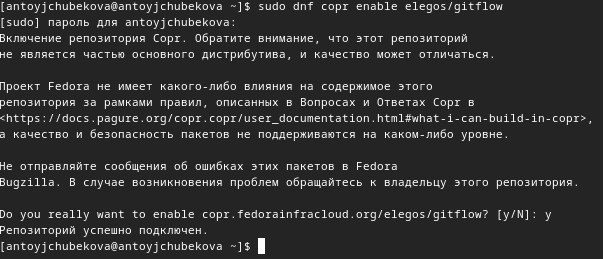 [antoyjchubekova@antoyjchubekova ~]$ sudo dnf copr enable elegos/gitflow
[sudo] пароль для antoyjchubekova:
Включение репозитория Copr. Обратите внимание, что этот репозиторий
не является частью основного дистрибутива, и качество может отличаться.

Проект Fedora не имеет какого-либо влияния на содержимое этого
репозитория за рамками правил, описанных в Вопросах и Ответах Copr в
<https://docs.pagure.org/copr.copr/user_documentation.html#what-i-can-build-in-copr>,
а качество и безопасность пакетов не поддерживаются на каком-либо уровне.

Не отправляйте сообщения об ошибках этих пакетов в Fedora
Bugzilla. В случае возникновения проблем обращайтесь к владельцу этого репозитория.

Do you really want to enable copr.fedorainfracloud.org/elegos/gitflow? [y/N]: y
Репозиторий успешно подключен.
[antoyjchubekova@antoyjchubekova ~]$